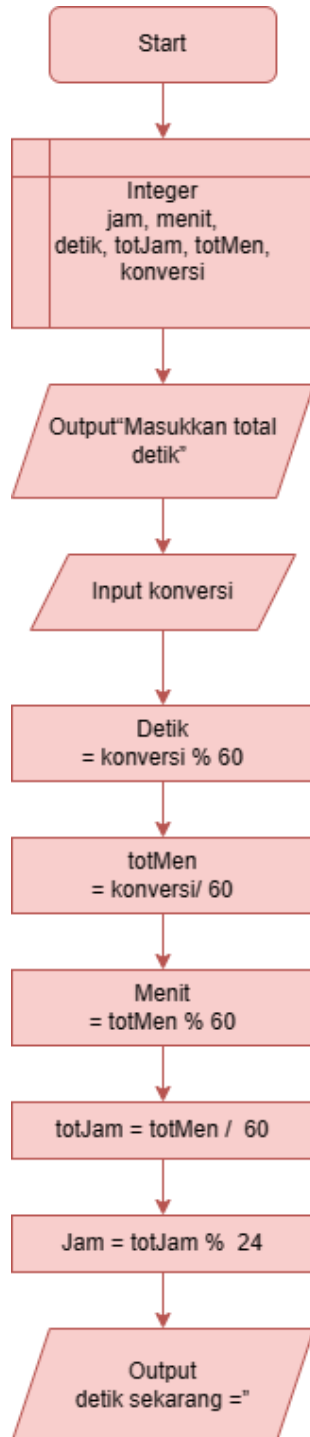 Start
Integer
jam, menit,
detik, totJam, totMen,
konversi
Output“Masukkan total
detik”
Input konversi
Detik
= konversi % 60
totMen
= konversi/ 60
Menit
= totMen % 60
totJam = totMen /  60
Jam = totJam %  24
Output
detik sekarang =”